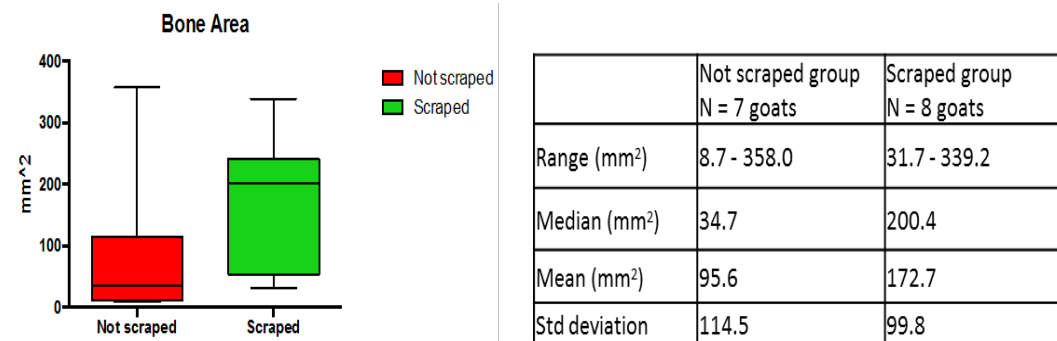 Bone Area
400
300
200
100
0
mm^2
Not scraped
Scraped
Not scraped
Scraped
Not scraped group Scraped group
N = 7 goats N = 8 goats
Range (mm²) 8.7 - 358.0 31.7 - 339.2
Median (mm²) 34.7 200.4
Mean (mm²) 95.6 172.7
Std deviation 114.5 99.8